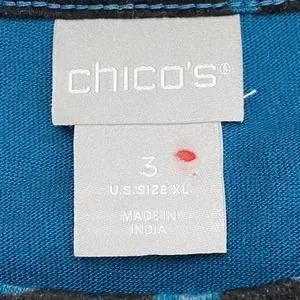 chico's®
3
U.S. SIZE XL
MADE IN
INDIA